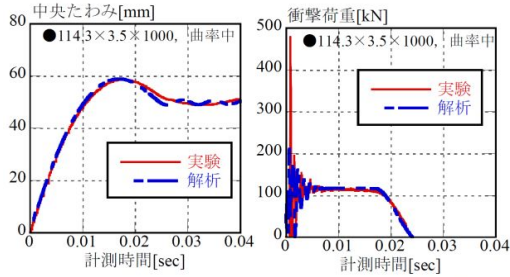 中央たわみ[mm]
80
60
40
20
0
●114.3×3.5×1000, 曲率中
実験
解析
0
0.01
0.02
0.03
0.04
計測時間[sec]
衝撃荷重[kN]
500
400
300
200
100
0
●114.3×3.5×1000, 曲率中
実験
解析
0
0.01
0.02
0.03
0.04
計測時間[sec]